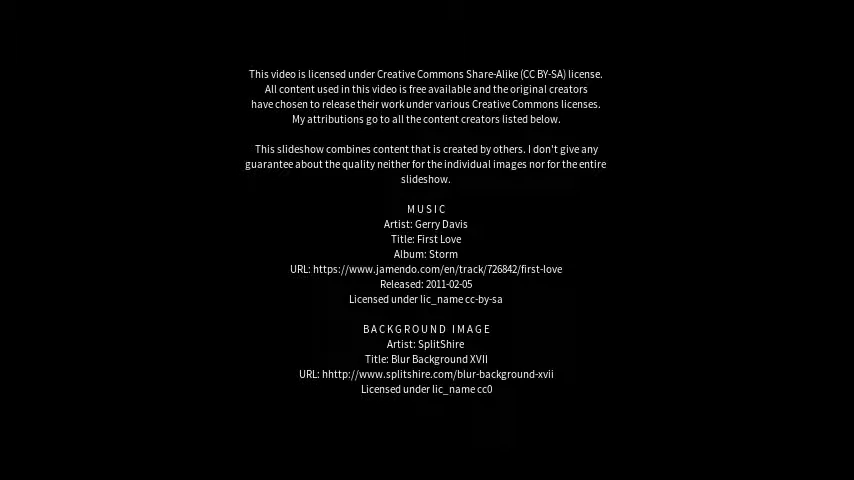 This video is licensed under Creative Commons Share-Alike (CC BY-SA) license.
All content used in this video is free available and the original creators
have chosen to release their work under various Creative Commons licenses.
My attributions go to all the content creators listed below.
This slideshow combines content that is created by others. I don't give any
guarantee about the quality neither for the individual images nor for the entire
slideshow.
MUSIC
Artist: Gerry Davis
Title: First Love
Album: Storm
URL: https://www.jamendo.com/en/track/726842/first-love
Released: 2011-02-05
Licensed under lic_name cc-by-sa
BACKGROUND IMAGE
Artist: SplitShire
Title: Blur Background XVII
URL: hhttp://www.splitshire.com/blur-background-xvii
Licensed under lic_name cc0